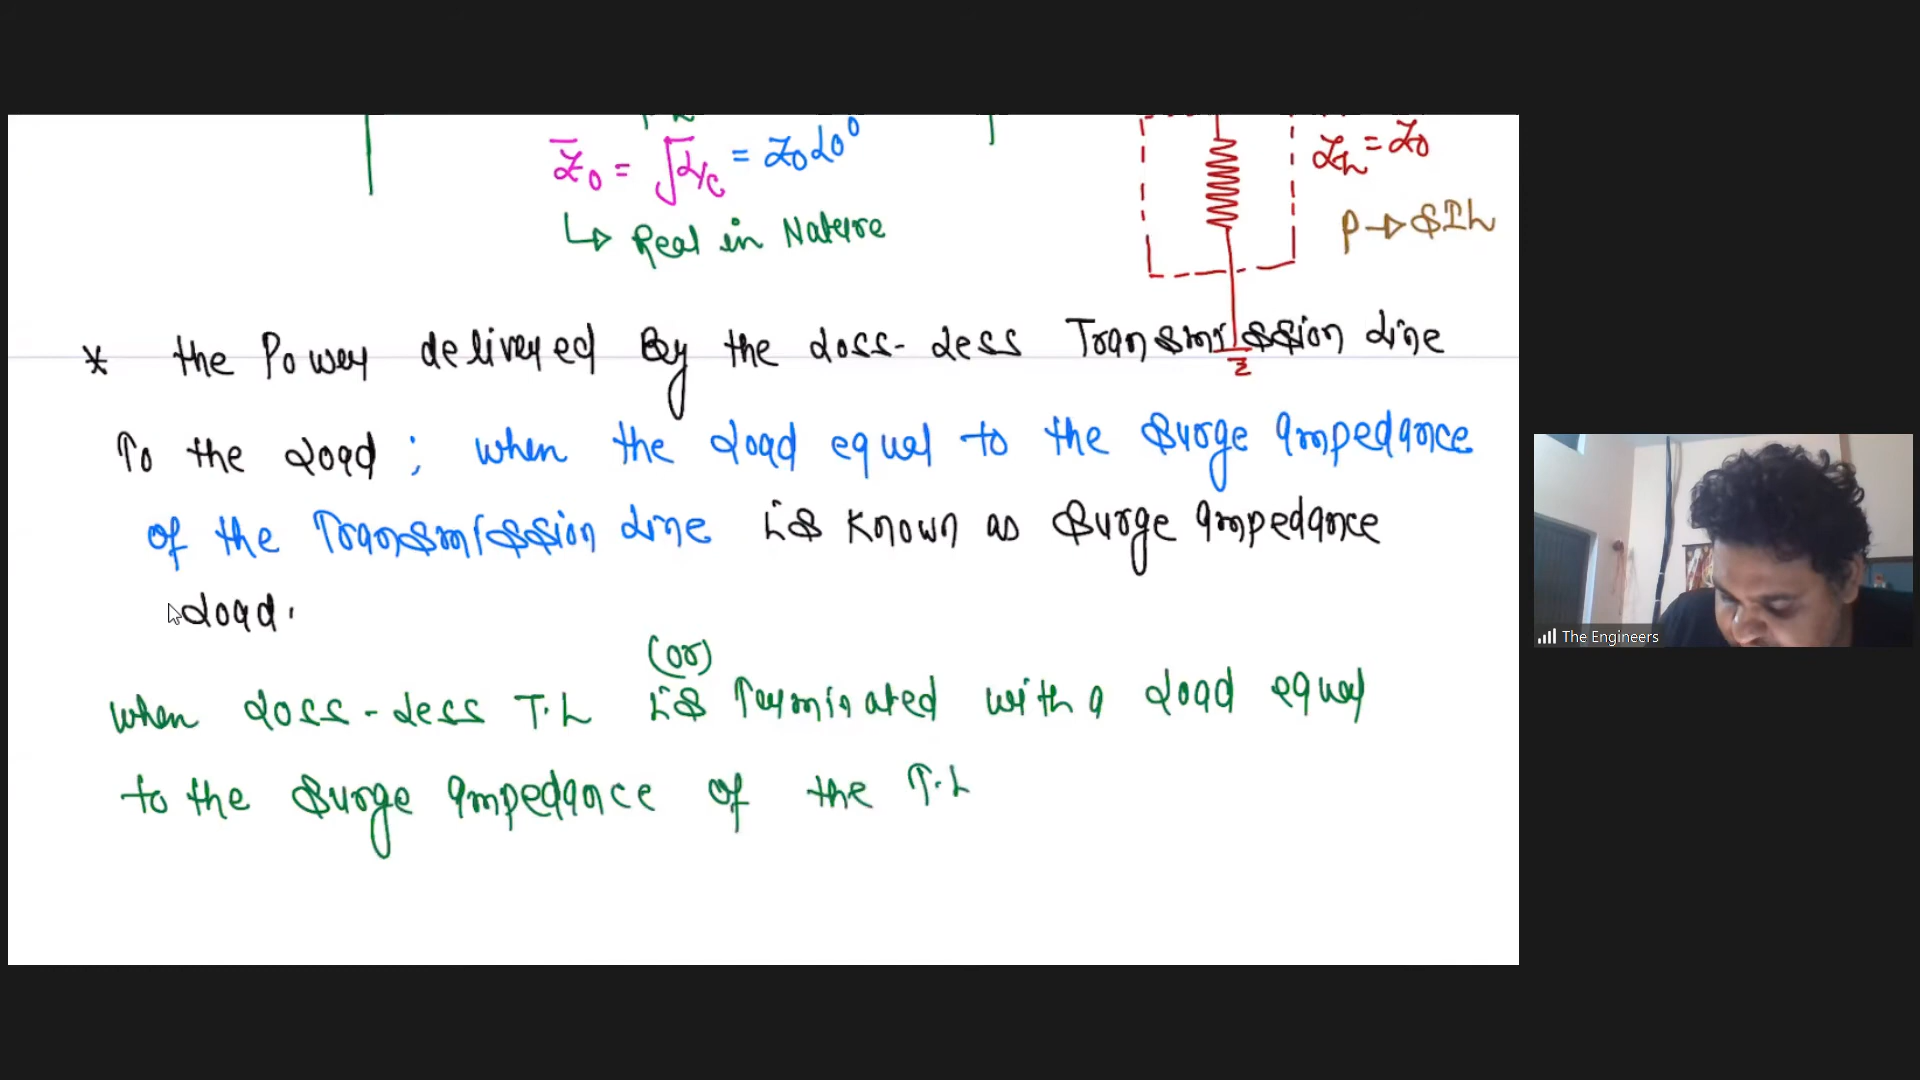 Z̄₀ = √L/C = Z₀∠0°
Z_L = Z₀
↳ Real in Nature
P → SIL
* the Power delivered By the Loss-Less Transmission Line
To the Load ; when the Load equal to the Surge Impedance
of the Transmission Line is known as Surge Impedance
Load.
(or)
when Loss-Less T.L is Terminated with a Load equal
to the Surge Impedance of the T.L
The Engineers